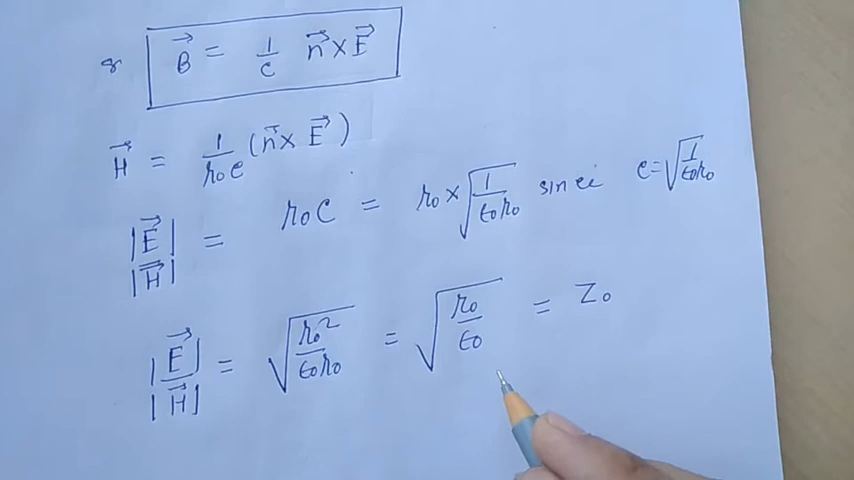 or B⃗ = 1/c n⃗ × E⃗
H⃗ = 1/μ₀c (n⃗ × E⃗)
|E⃗|/|H⃗| = μ₀c = μ₀ × √(1/ϵ₀μ₀) since c = √(1/ϵ₀μ₀)
|E⃗|/|H⃗| = √(μ₀²/ϵ₀μ₀) = √(μ₀/ϵ₀) = Z₀